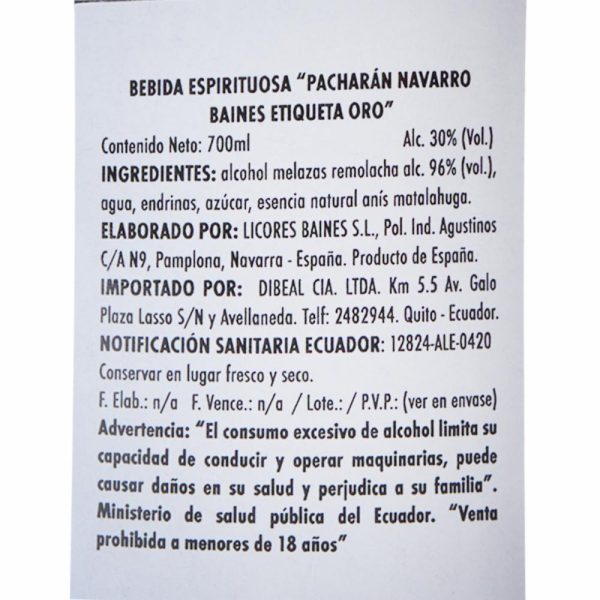 BEBIDA ESPIRITUOSA "PACHARÁN NAVARRO
BAINES ETIQUETA ORO"
Contenido Neto: 700ml Alc. 30% (Vol.)
INGREDIENTES: alcohol melazas remolacha alc. 96% (vol.),
agua, endrinas, azúcar, esencia natural anís matalahuga.
ELABORADO POR: LICORES BAINES S.L., Pol. Ind. Agustinos
C/A N9, Pamplona, Navarra - España. Producto de España.
IMPORTADO POR: DIBEAL CIA. LTDA. Km 5.5 Av. Galo
Plaza Lasso S/N y Avellaneda. Telf: 2482944. Quito - Ecuador.
NOTIFICACIÓN SANITARIA ECUADOR: 12824-ALE-0420
Conservar en lugar fresco y seco.
F. Elab.: n/a F. Vence.: n/a / Lote.: / P.V.P.: (ver en envase)
Advertencia: "El consumo excesivo de alcohol limita su
capacidad de conducir y operar maquinarias, puede
causar daños en su salud y perjudica a su familia".
Ministerio de salud pública del Ecuador. "Venta
prohibida a menores de 18 años"